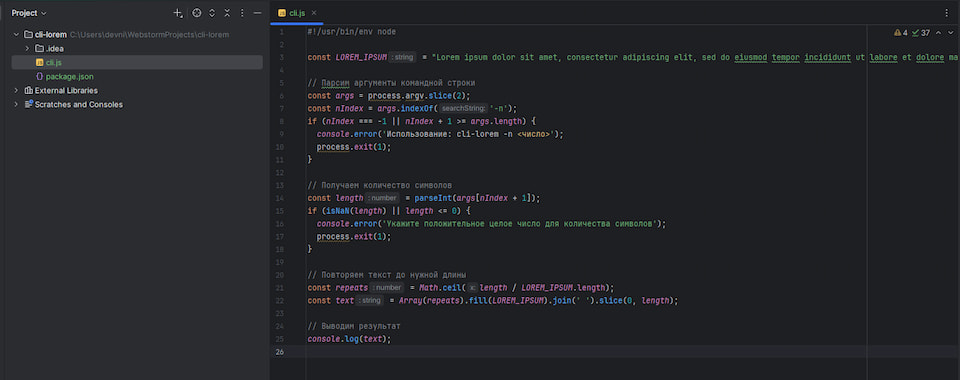 Project
cli-lorem C:\Users\devni\WebstormProjects\cli-lorem
.idea
cli.js
package.json
External Libraries
Scratches and Consoles
cli.js
4 37
1 #!/usr/bin/env node
2
3 const LOREM_IPSUM :string = "Lorem ipsum dolor sit amet, consectetur adipiscing elit, sed do eiusmod tempor incididunt ut labore et dolore ma
4
5 // Парсим аргументы командной строки
6 const args = process.argv.slice(2);
7 const nIndex = args.indexOf( searchString: '-n');
8 if (nIndex === -1 || nIndex + 1 >= args.length) {
9 console.error('Использование: cli-lorem -n <число>');
10 process.exit(1);
11 }
12
13 // Получаем количество символов
14 const length :number = parseInt(args[nIndex + 1]);
15 if (isNaN(length) || length <= 0) {
16 console.error('Укажите положительное целое число для количества символов');
17 process.exit(1);
18 }
19
20 // Повторяем текст до нужной длины
21 const repeats :number = Math.ceil( x: length / LOREM_IPSUM.length);
22 const text :string = Array(repeats).fill(LOREM_IPSUM).join(' ').slice(0, length);
23
24 // Выводим результат
25 console.log(text);
26